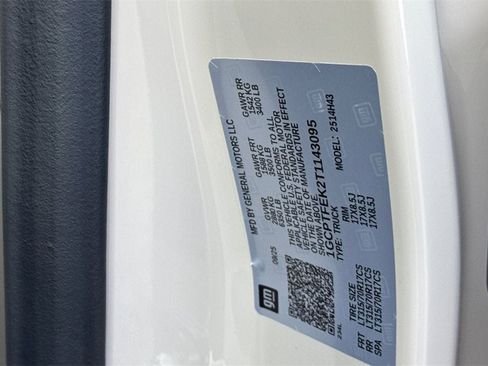 gm
MFD BY GENERAL MOTORS LLC
09/25
GVWR
2880 KG
6350 LB
GAWR FRT
1588 KG
3500 LB
GAWR RR
1542 KG
3400 LB
THIS VEHICLE CONFORMS TO ALL
APPLICABLE U.S. FEDERAL MOTOR
VEHICLE SAFETY STANDARDS IN EFFECT
ON THE DATE OF MANUFACTURE
SHOWN ABOVE.
1GCPTFEK2T1143095
TYPE: TRUCK
MODEL: 2514H43
TIRE SIZE
RIM
FRT LT315/70R17CS 17X8.5J
RR LT315/70R17CS 17X8.5J
SPA LT315/70R17CS 17X8.5J